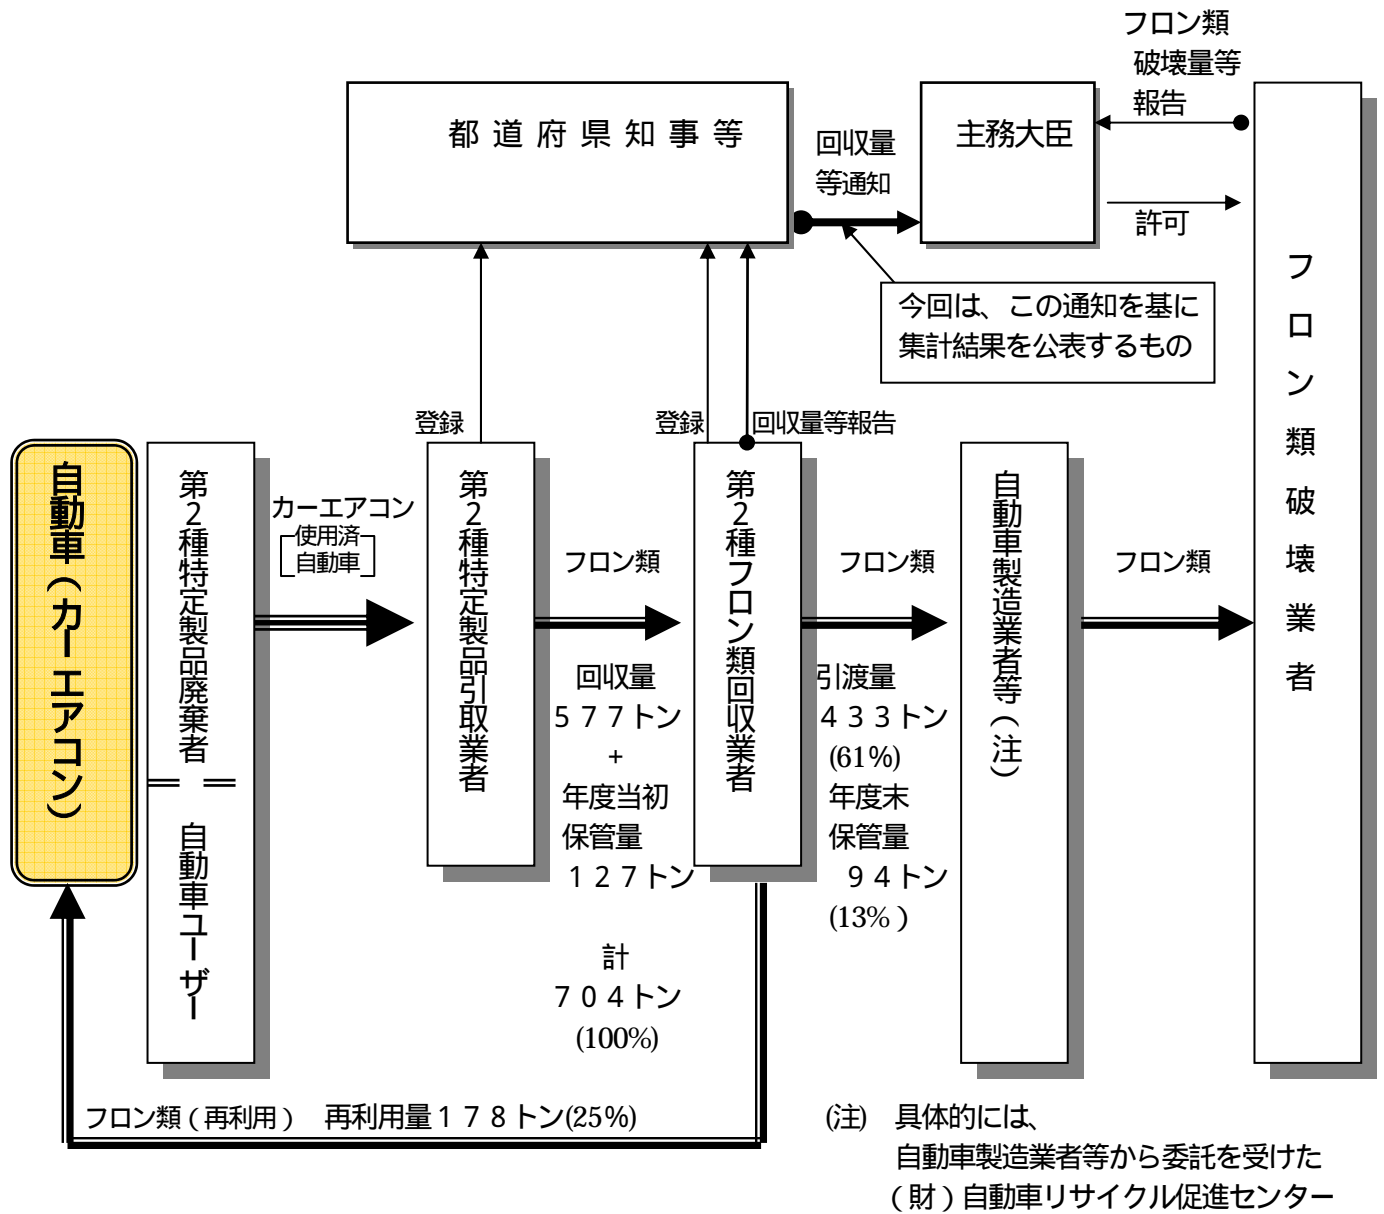 フロン類
破壊量等
報告
都道府県知事等
回収量
等通知
主務大臣
許可
今回は、この通知を基に
集計結果を公表するもの
フロン類破壊業者
登録
登録
回収量等報告
自動車(カーエアコン)
第2種特定製品廃棄者
自動車ユーザー
カーエアコン
使用済
自動車
第2種特定製品引取業者
フロン類
回収量
577トン
+
年度当初
保管量
127トン
計
704トン
(100%)
第2種フロン類回収業者
フロン類
引渡量
433トン
(61%)
年度末
保管量
94トン
(13%)
自動車製造業者等(注)
フロン類
フロン類(再利用) 再利用量178トン(25%)
(注) 具体的には、
自動車製造業者等から委託を受けた
(財)自動車リサイクル促進センター